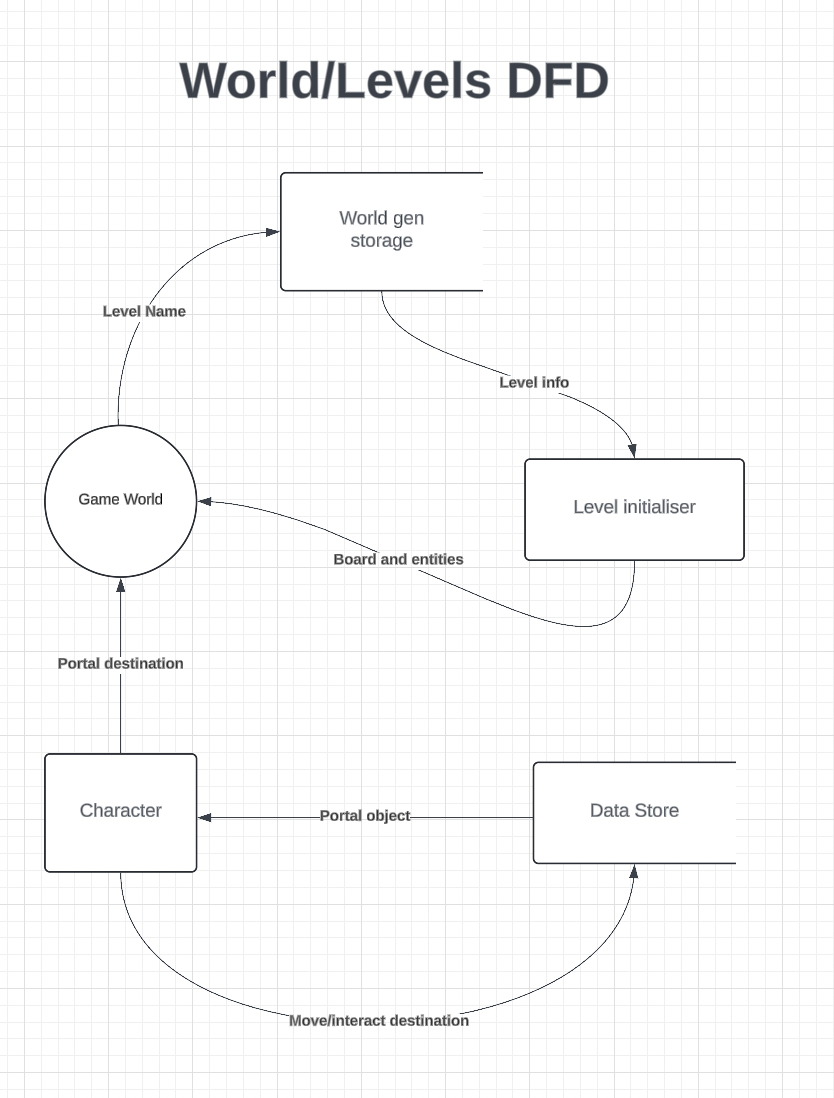 World/Levels DFD
World gen
storage
Level Name
Level info
Game World
Level initialiser
Board and entities
Portal destination
Character
Portal object
Data Store
Move/interact destination